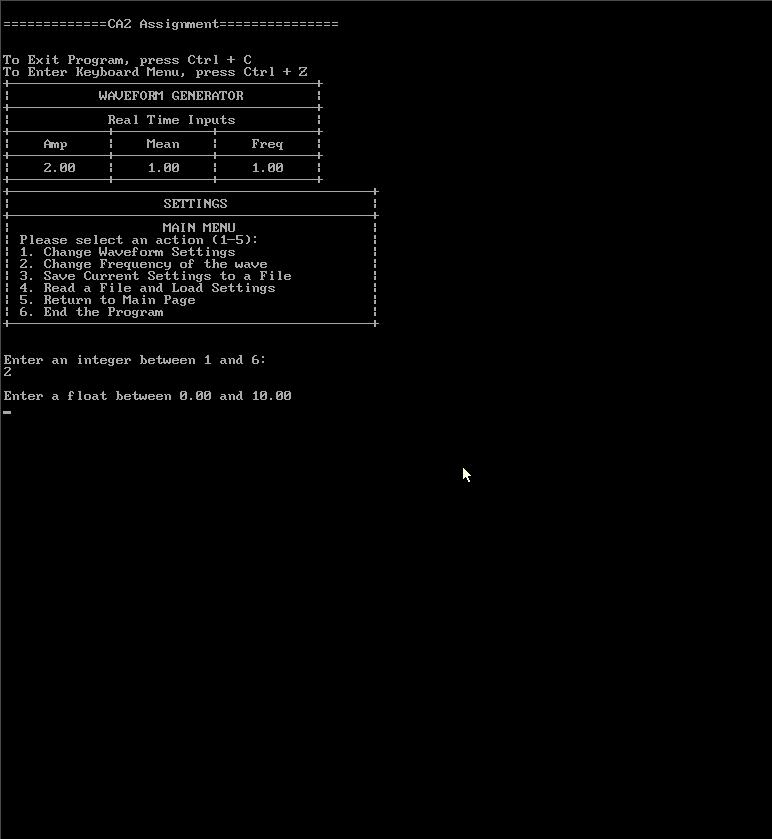 =============CA2 Assignment===============
To Exit Program, press Ctrl + C
To Enter Keyboard Menu, press Ctrl + Z
WAVEFORM GENERATOR
Real Time Inputs
Amp Mean Freq
2.00 1.00 1.00
SETTINGS
MAIN MENU
Please select an action (1-5):
1. Change Waveform Settings
2. Change Frequency of the wave
3. Save Current Settings to a File
4. Read a File and Load Settings
5. Return to Main Page
6. End the Program
Enter an integer between 1 and 6:
2
Enter a float between 0.00 and 10.00